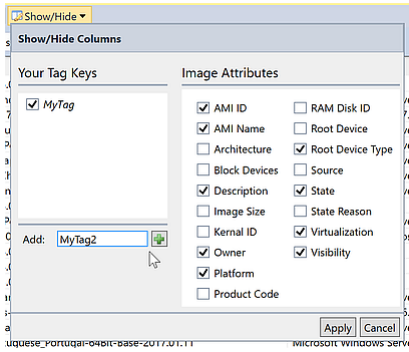 Show/Hide
Show/Hide Columns
Your Tag Keys
MyTag
Add: MyTag2
Image Attributes
AMI ID
AMI Name
Architecture
Block Devices
Description
Image Size
Kernal ID
Owner
Platform
Product Code
RAM Disk ID
Root Device
Root Device Type
Source
State
State Reason
Virtualization
Visibility
Apply Cancel
uguese_Portugal-64Bit-Base-2017.01.11 Microsoft Windows Serve